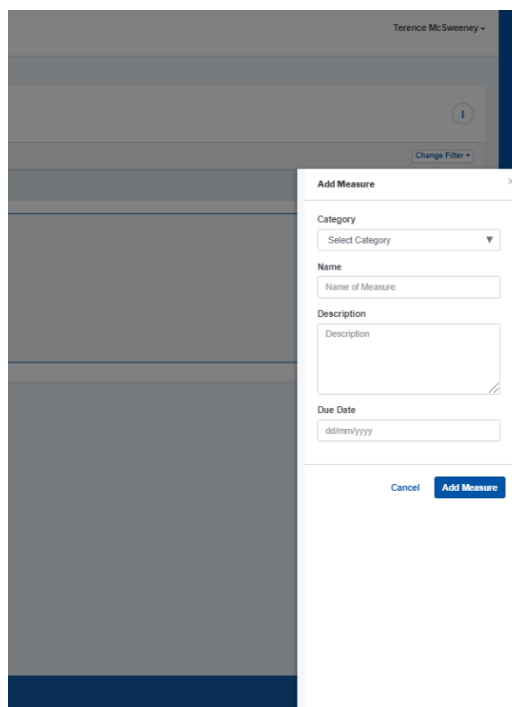 Terence McSweeney
Change Filter
Add Measure
×
Category
Select Category
Name
Name of Measure
Description
Description
Due Date
dd/mm/yyyy
Cancel
Add Measure